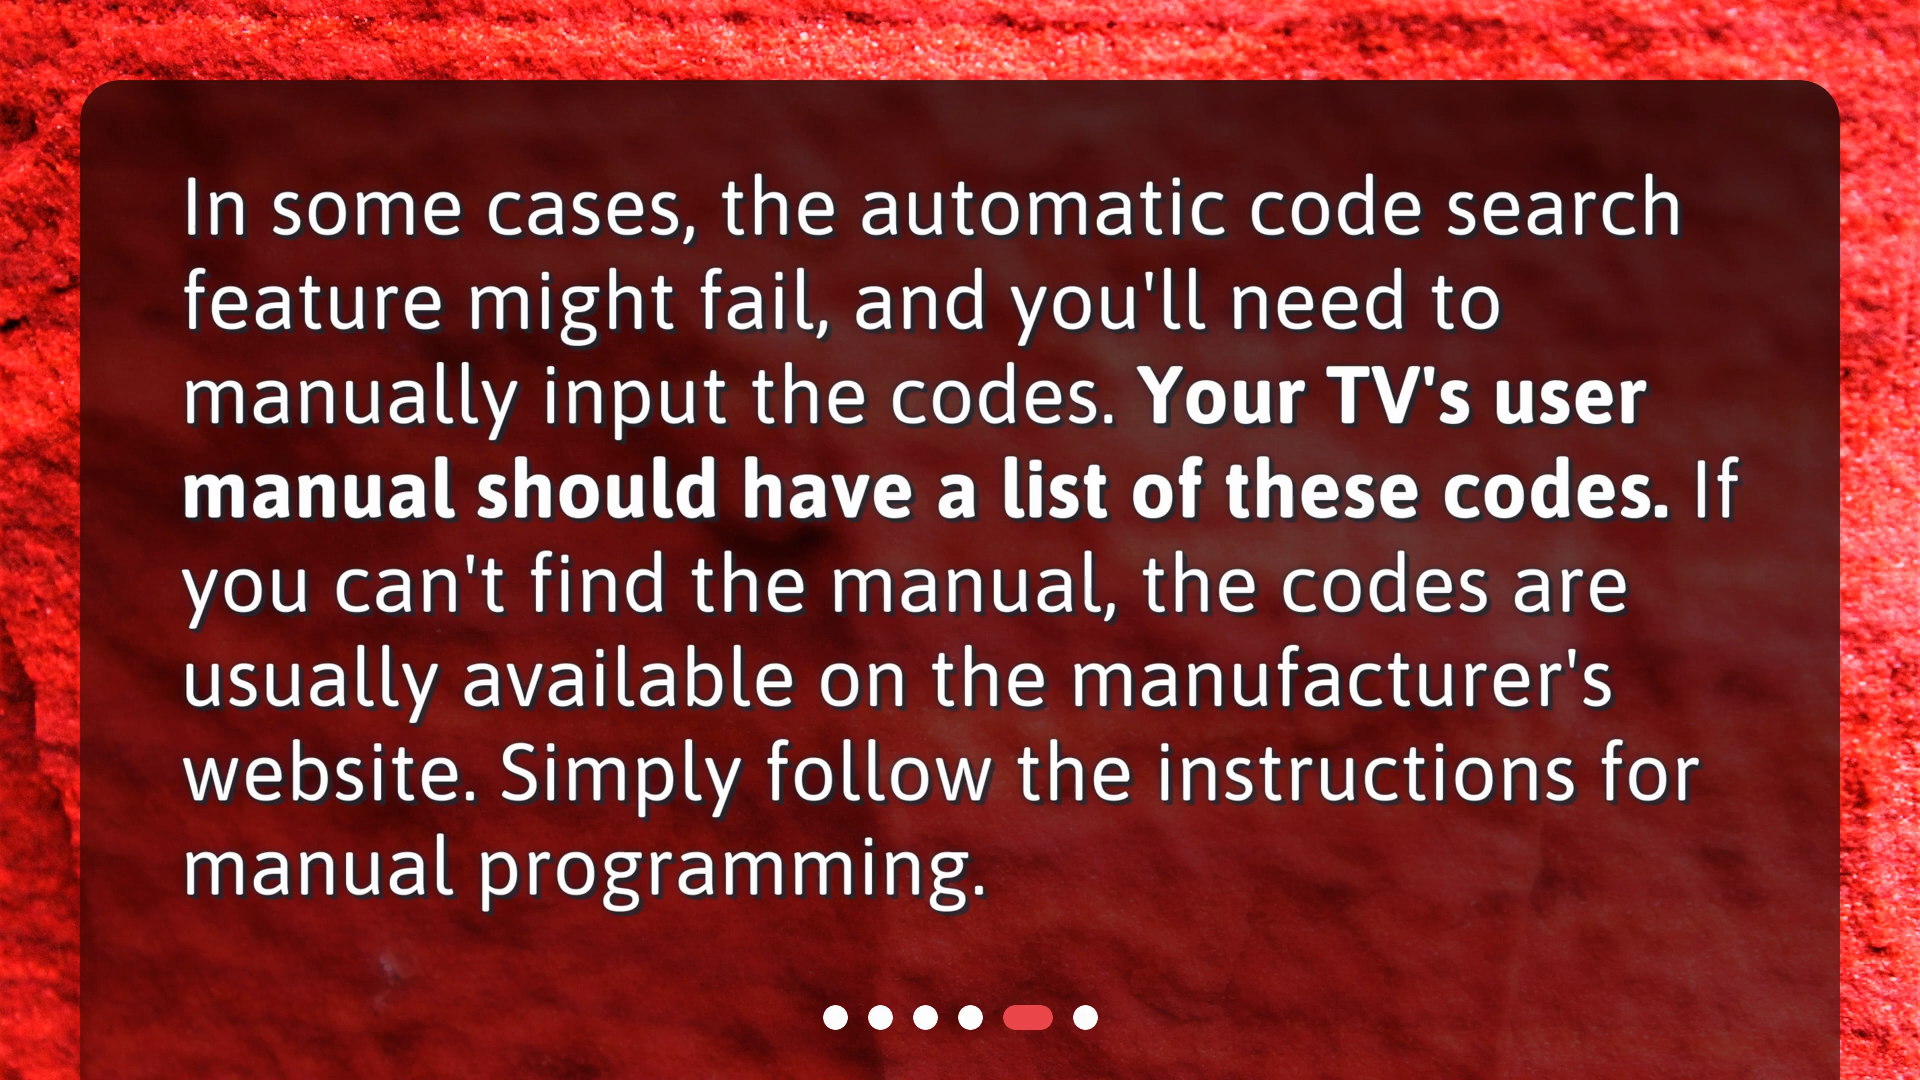 In some cases, the automatic code search
feature might fail, and you'll need to
manually input the codes. Your TV's user
manual should have a list of these codes. If
you can't find the manual, the codes are
usually available on the manufacturer's
website. Simply follow the instructions for
manual programming.